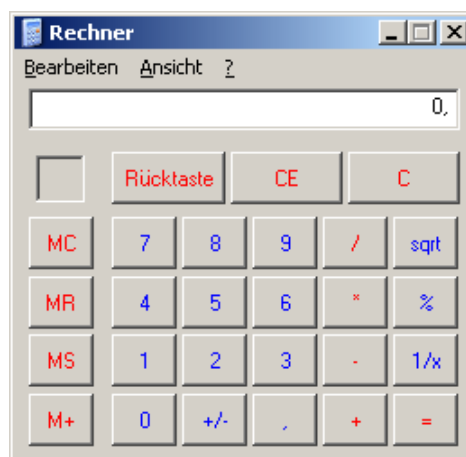 Rechner
Bearbeiten Ansicht ?
0,
Rücktaste CE C
MC 7 8 9 / sqrt
MR 4 5 6 * %
MS 1 2 3 - 1/x
M+ 0 +/- , + =